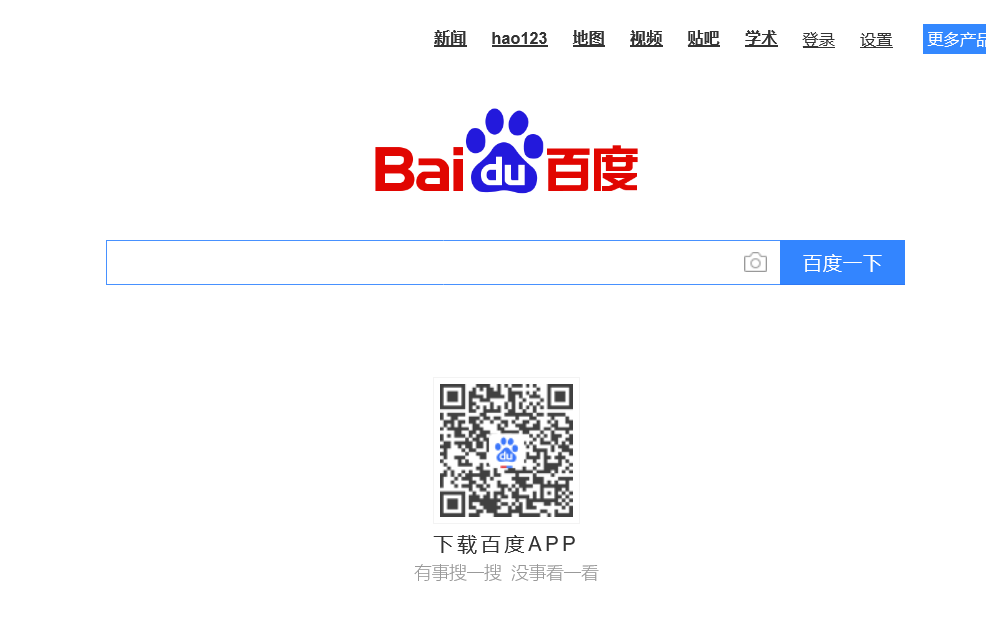 新闻 hao123 地图 视频 贴吧 学术 登录 设置 更多产品
Bai du 百度
百度一下
du
下载百度APP
有事搜一搜 没事看一看